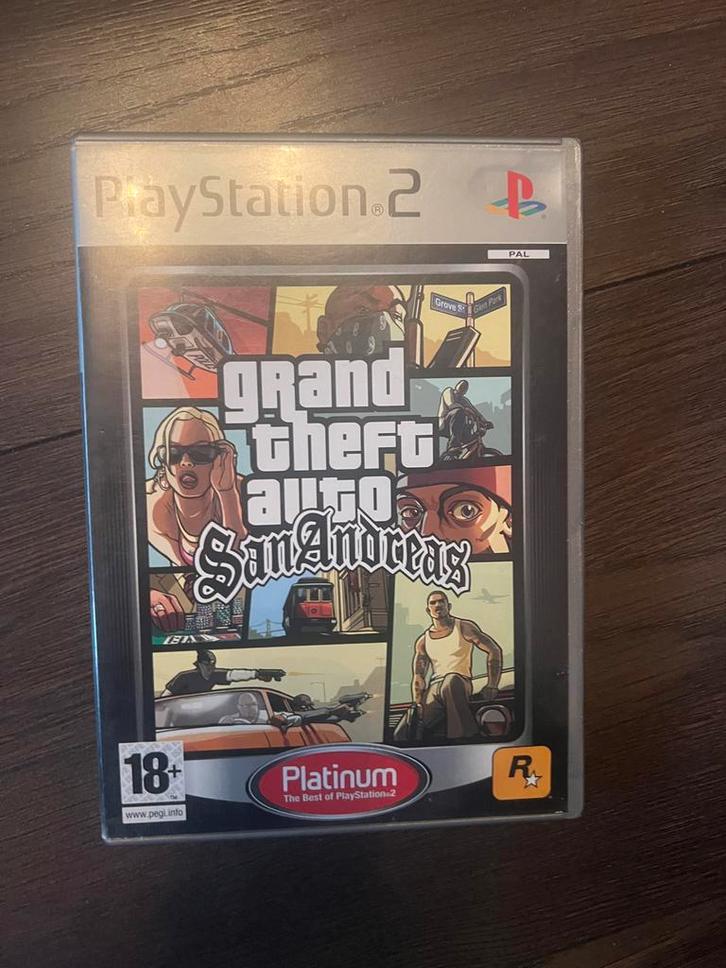 PlayStation®2
PAL
Grove St
Glen Park
grand
theft
auto
San Andreas
18+
www.pegi.info
Platinum
The Best of PlayStation®2
R